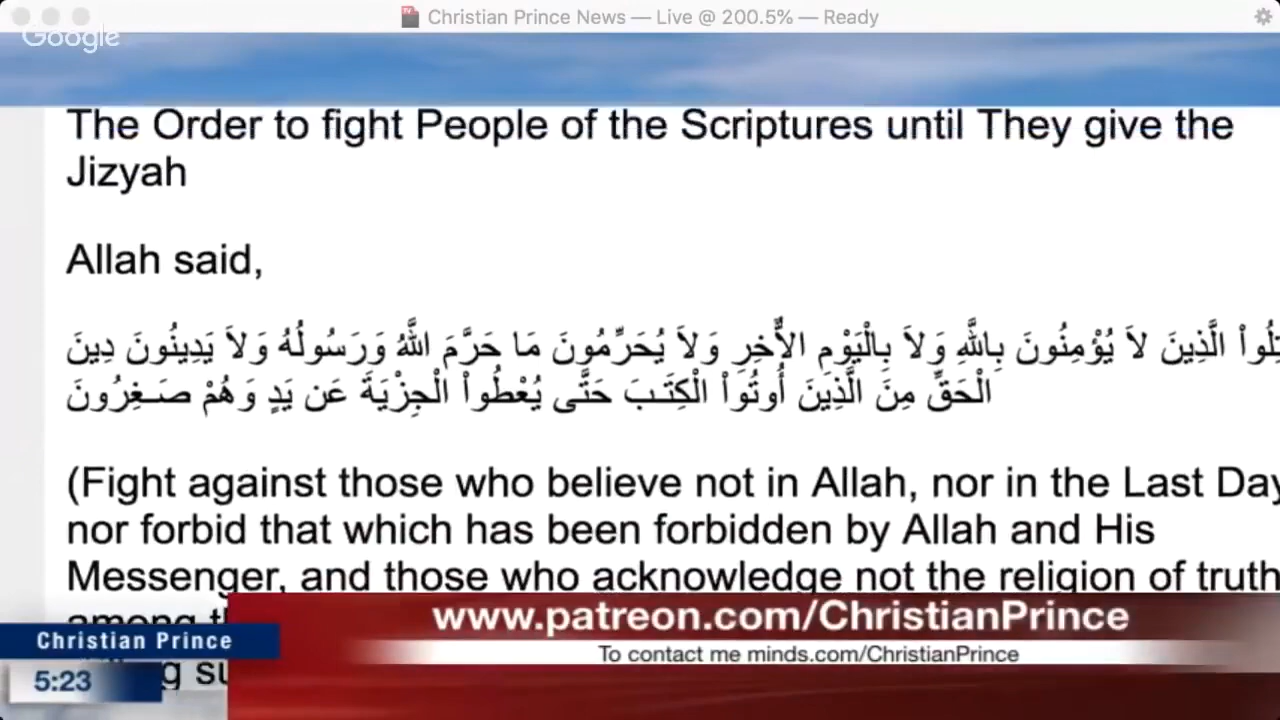 Christian Prince News — Live @ 200.5% — Ready
Google
The Order to fight People of the Scriptures until They give the
Jizyah
Allah said,
الَّذِينَ لاَ يُؤْمِنُونَ بِاللَّهِ وَلاَ بِالْيَوْمِ الاٌّخِرِ وَلاَ يُحَرِّمُونَ مَا حَرَّمَ اللَّهُ وَرَسُولُهُ وَلاَ يَدِينُونَ دِينَ
الْحَقِّ مِنَ الَّذِينَ أُوتُواْ الْكِتَـبَ حَتَّى يُعْطُواْ الْجِزْيَةَ عَن يَدٍ وَهُمْ صَـغِرُونَ
(Fight against those who believe not in Allah, nor in the Last Day
nor forbid that which has been forbidden by Allah and His
Messenger, and those who acknowledge not the religion of truth
among
www.patreon.com/ChristianPrince
Christian Prince
To contact me minds.com/ChristianPrince
5:23